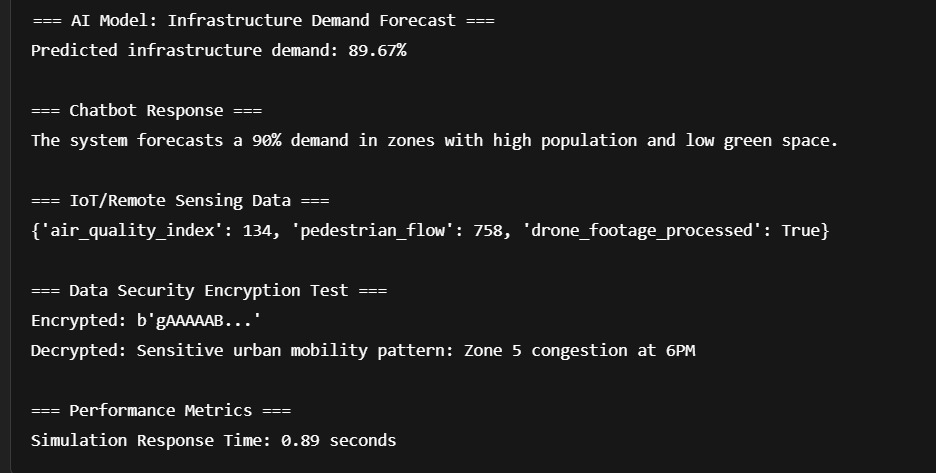 === AI Model: Infrastructure Demand Forecast ===
Predicted infrastructure demand: 89.67%
=== Chatbot Response ===
The system forecasts a 90% demand in zones with high population and low green space.
=== IoT/Remote Sensing Data ===
{'air_quality_index': 134, 'pedestrian_flow': 758, 'drone_footage_processed': True}
=== Data Security Encryption Test ===
Encrypted: b'gAAAAAB...'
Decrypted: Sensitive urban mobility pattern: Zone 5 congestion at 6PM
=== Performance Metrics ===
Simulation Response Time: 0.89 seconds